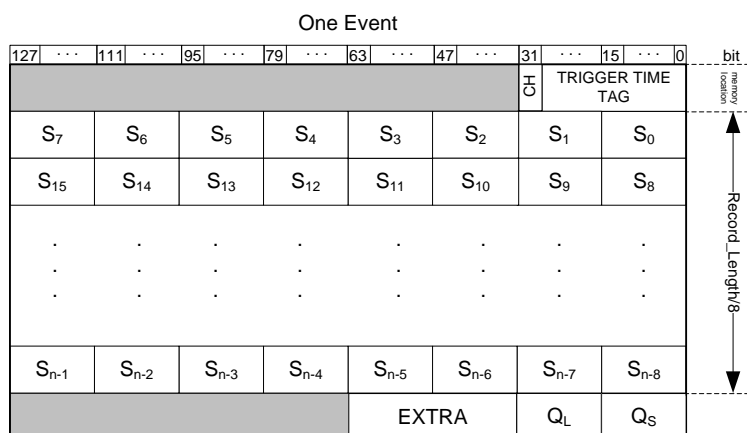 One Event
127 ··· 111 ··· 95 ··· 79 ··· 63 ··· 47 ··· 31 ··· 15 ··· 0 bit
CH TRIGGER TIME TAG memory location
S7 S6 S5 S4 S3 S2 S1 S0
S15 S14 S13 S12 S11 S10 S9 S8
. . . . . . . .
. . . . . . . .
. . . . . . . .
Record_Length/8
Sn-1 Sn-2 Sn-3 Sn-4 Sn-5 Sn-6 Sn-7 Sn-8
EXTRA QL QS